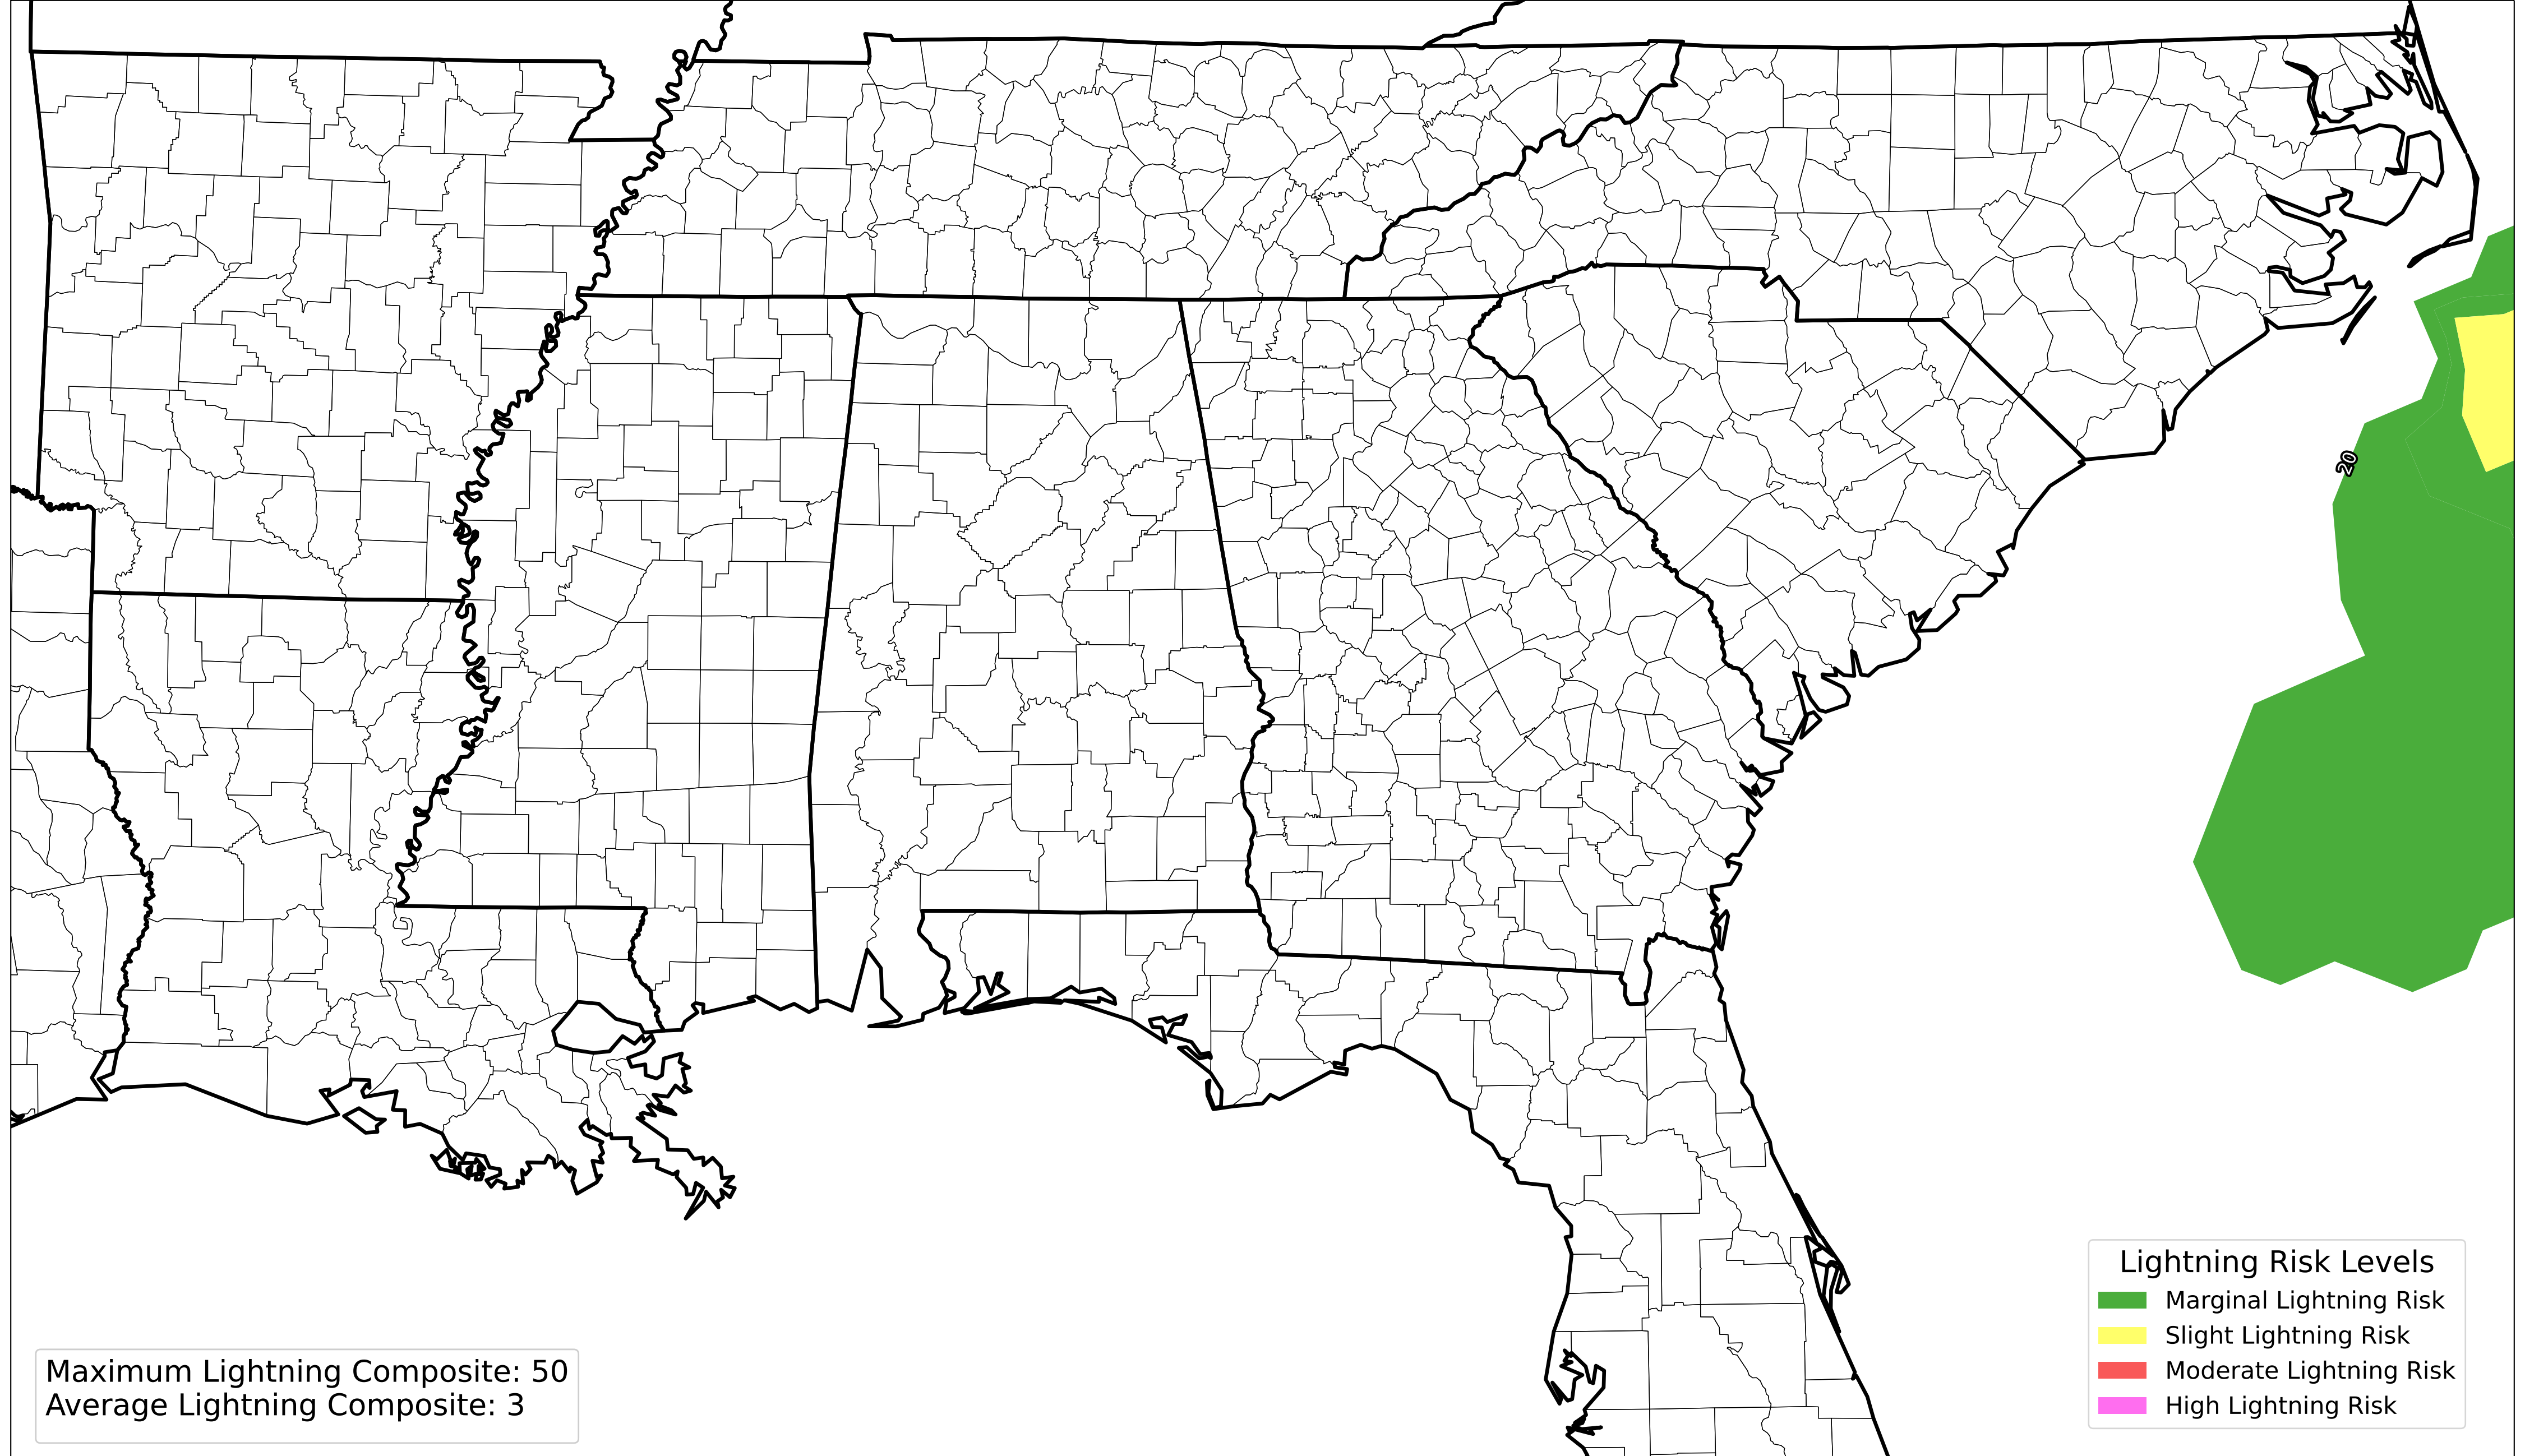 20
Lightning Risk Levels
Marginal Lightning Risk
Slight Lightning Risk
Moderate Lightning Risk
High Lightning Risk
Maximum Lightning Composite: 50
Average Lightning Composite: 3